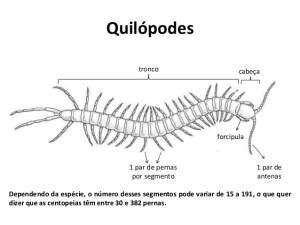 Quilópodes
tronco
cabeça
forcípula
1 par de pernas
por segmento
1 par de
antenas
Dependendo da espécie, o número desses segmentos pode variar de 15 a 191, o que quer
dizer que as centopeias têm entre 30 e 382 pernas.